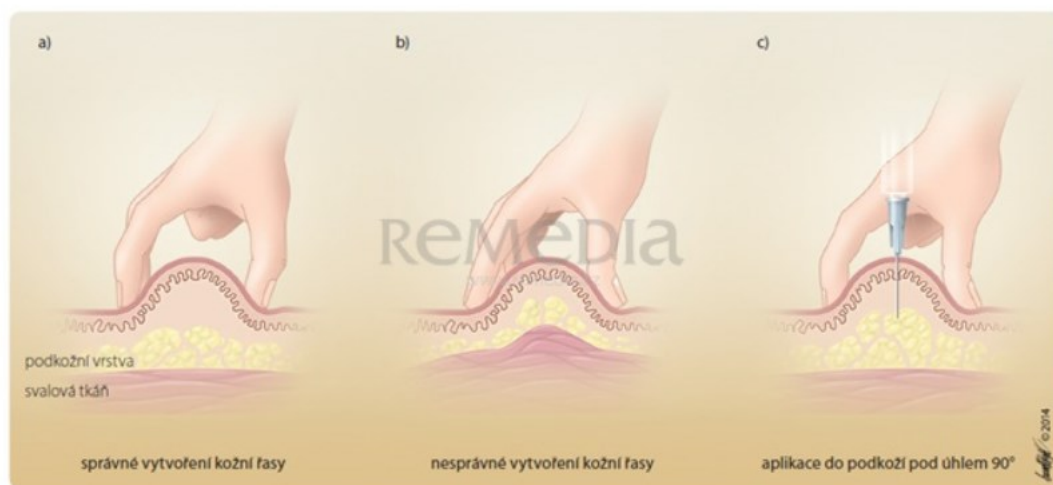 a)
b)
c)
REMEDIA
podkožní vrstva
svalová tkáň
správné vytvoření kožní řasy
nesprávné vytvoření kožní řasy
aplikace do podkoží pod úhlem 90°
© 2014